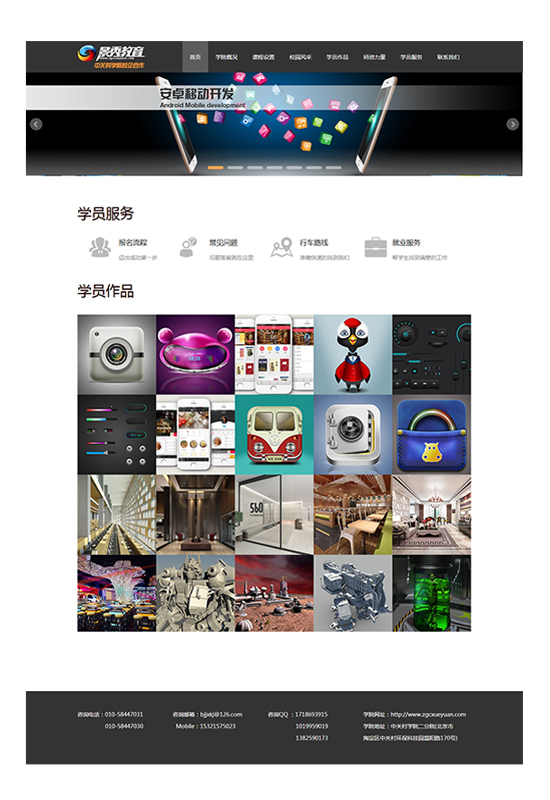 景秀教育
中关村学院校企合作
首页 学院概况 课程设置 校园风采 学员作品 师资力量 学员服务 联系我们
安卓移动开发
Android Mobile development
学员服务
报名流程 常见问题 行车路线 就业服务
迈出成功第一步 问题答案就在这里 准确快速的找到我们 帮学生找到满意的工作
学员作品
560
咨询电话：010-58447031 咨询邮箱：bjjxkj@126.com 咨询QQ ：1718693915 学院网址：http://www.zgcxueyuan.com
010-58447030 Mobile：15321575023 1019959019 学院地址：中关村学院二分院(北京市
1382590173 海淀区中关村环保科技园温阳路170号)